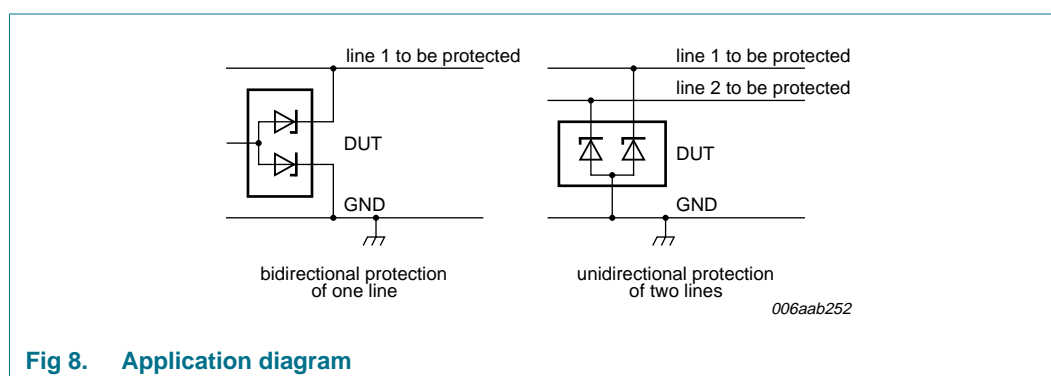 line 1 to be protected
DUT
GND
bidirectional protection
of one line
line 1 to be protected
line 2 to be protected
DUT
GND
unidirectional protection
of two lines
006aab252
Fig 8. Application diagram